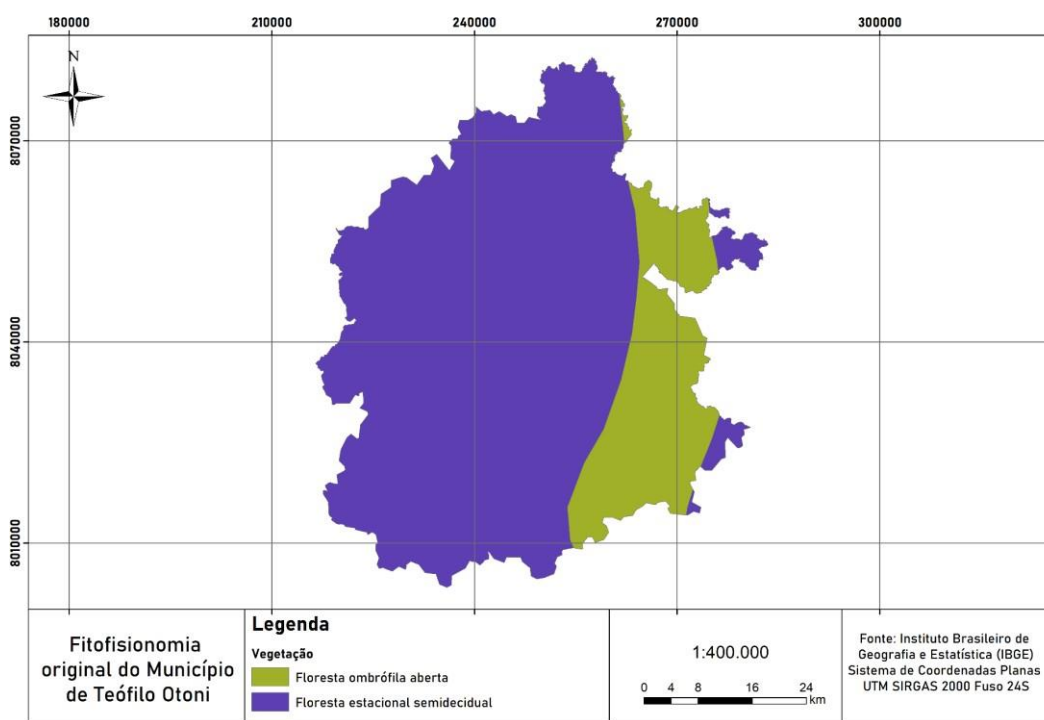 180000
210000
240000
270000
300000
N
8070000
8040000
8010000
Fitofisionomia
original do Município
de Teófilo Otoni
Legenda
Vegetação
Floresta ombrófila aberta
Floresta estacional semidecidual
1:400.000
0 4 8 16 24
km
Fonte: Instituto Brasileiro de
Geografia e Estatística (IBGE)
Sistema de Coordenadas Planas
UTM SIRGAS 2000 Fuso 24S